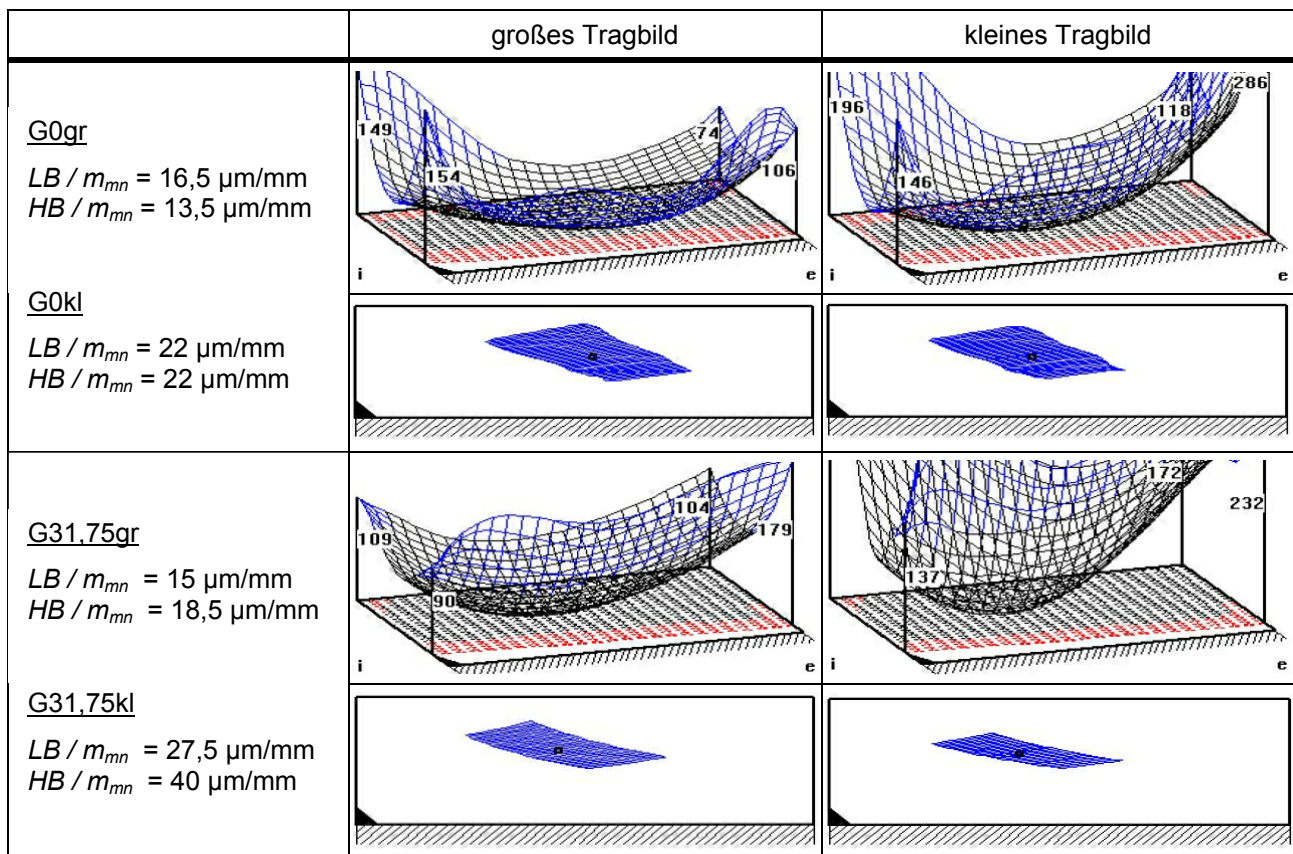 großes Tragbild
kleines Tragbild
G0gr
LB / mmn = 16,5 µm/mm
HB / mmn = 13,5 µm/mm
G0kl
LB / mmn = 22 µm/mm
HB / mmn = 22 µm/mm
149
154
74
106
i
e
196
146
118
286
i
e
G31,75gr
LB / mmn = 15 µm/mm
HB / mmn = 18,5 µm/mm
G31,75kl
LB / mmn = 27,5 µm/mm
HB / mmn = 40 µm/mm
109
90
104
179
i
e
137
172
232
i
e